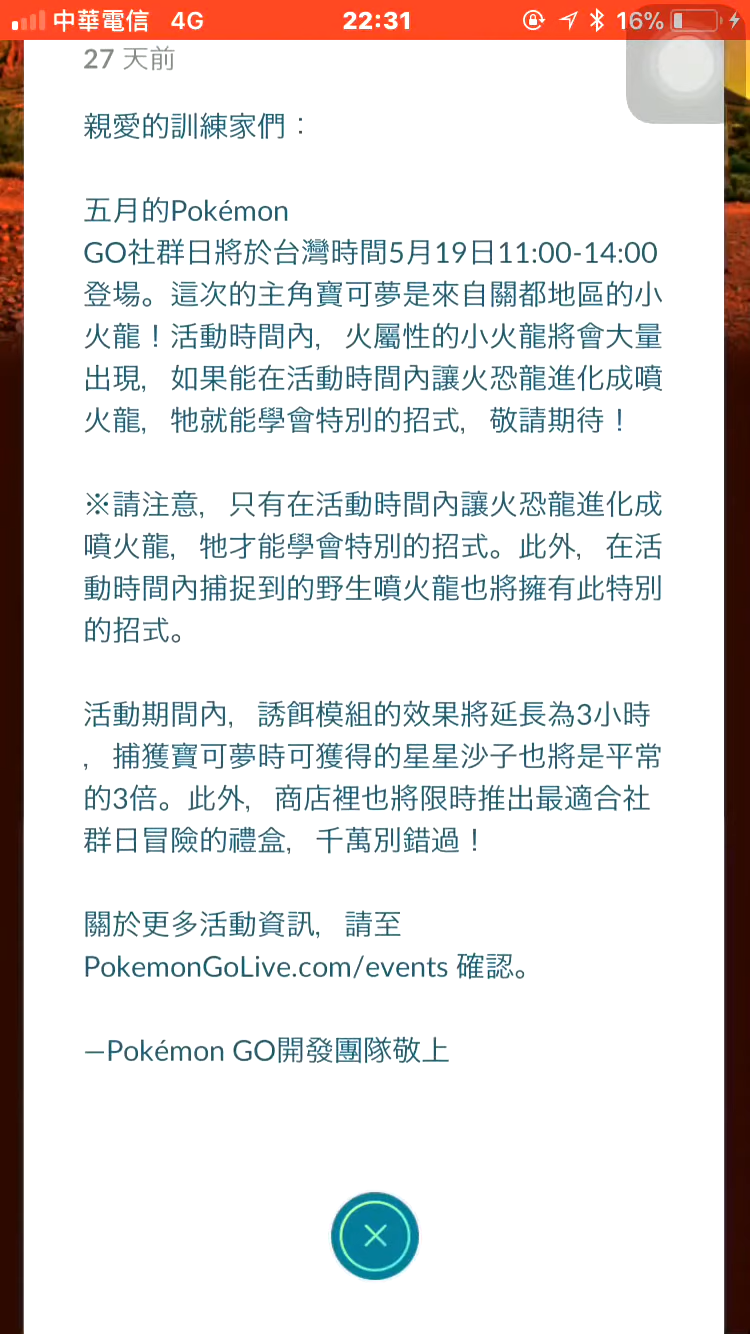 中華電信 4G 22:31 16%
27 天前
親愛的訓練家們：
五月的Pokémon
GO社群日將於台灣時間5月19日11:00-14:00
登場。這次的主角寶可夢是來自關都地區的小
火龍！活動時間內，火屬性的小火龍將會大量
出現，如果能在活動時間內讓火恐龍進化成噴
火龍，牠就能學會特別的招式，敬請期待！
※請注意，只有在活動時間內讓火恐龍進化成
噴火龍，牠才能學會特別的招式。此外，在活
動時間內捕捉到的野生噴火龍也將擁有此特別
的招式。
活動期間內，誘餌模組的效果將延長為3小時
，捕獲寶可夢時可獲得的星星沙子也將是平常
的3倍。此外，商店裡也將限時推出最適合社
群日冒險的禮盒，千萬別錯過！
關於更多活動資訊，請至
PokemonGoLive.com/events 確認。
—Pokémon GO開發團隊敬上